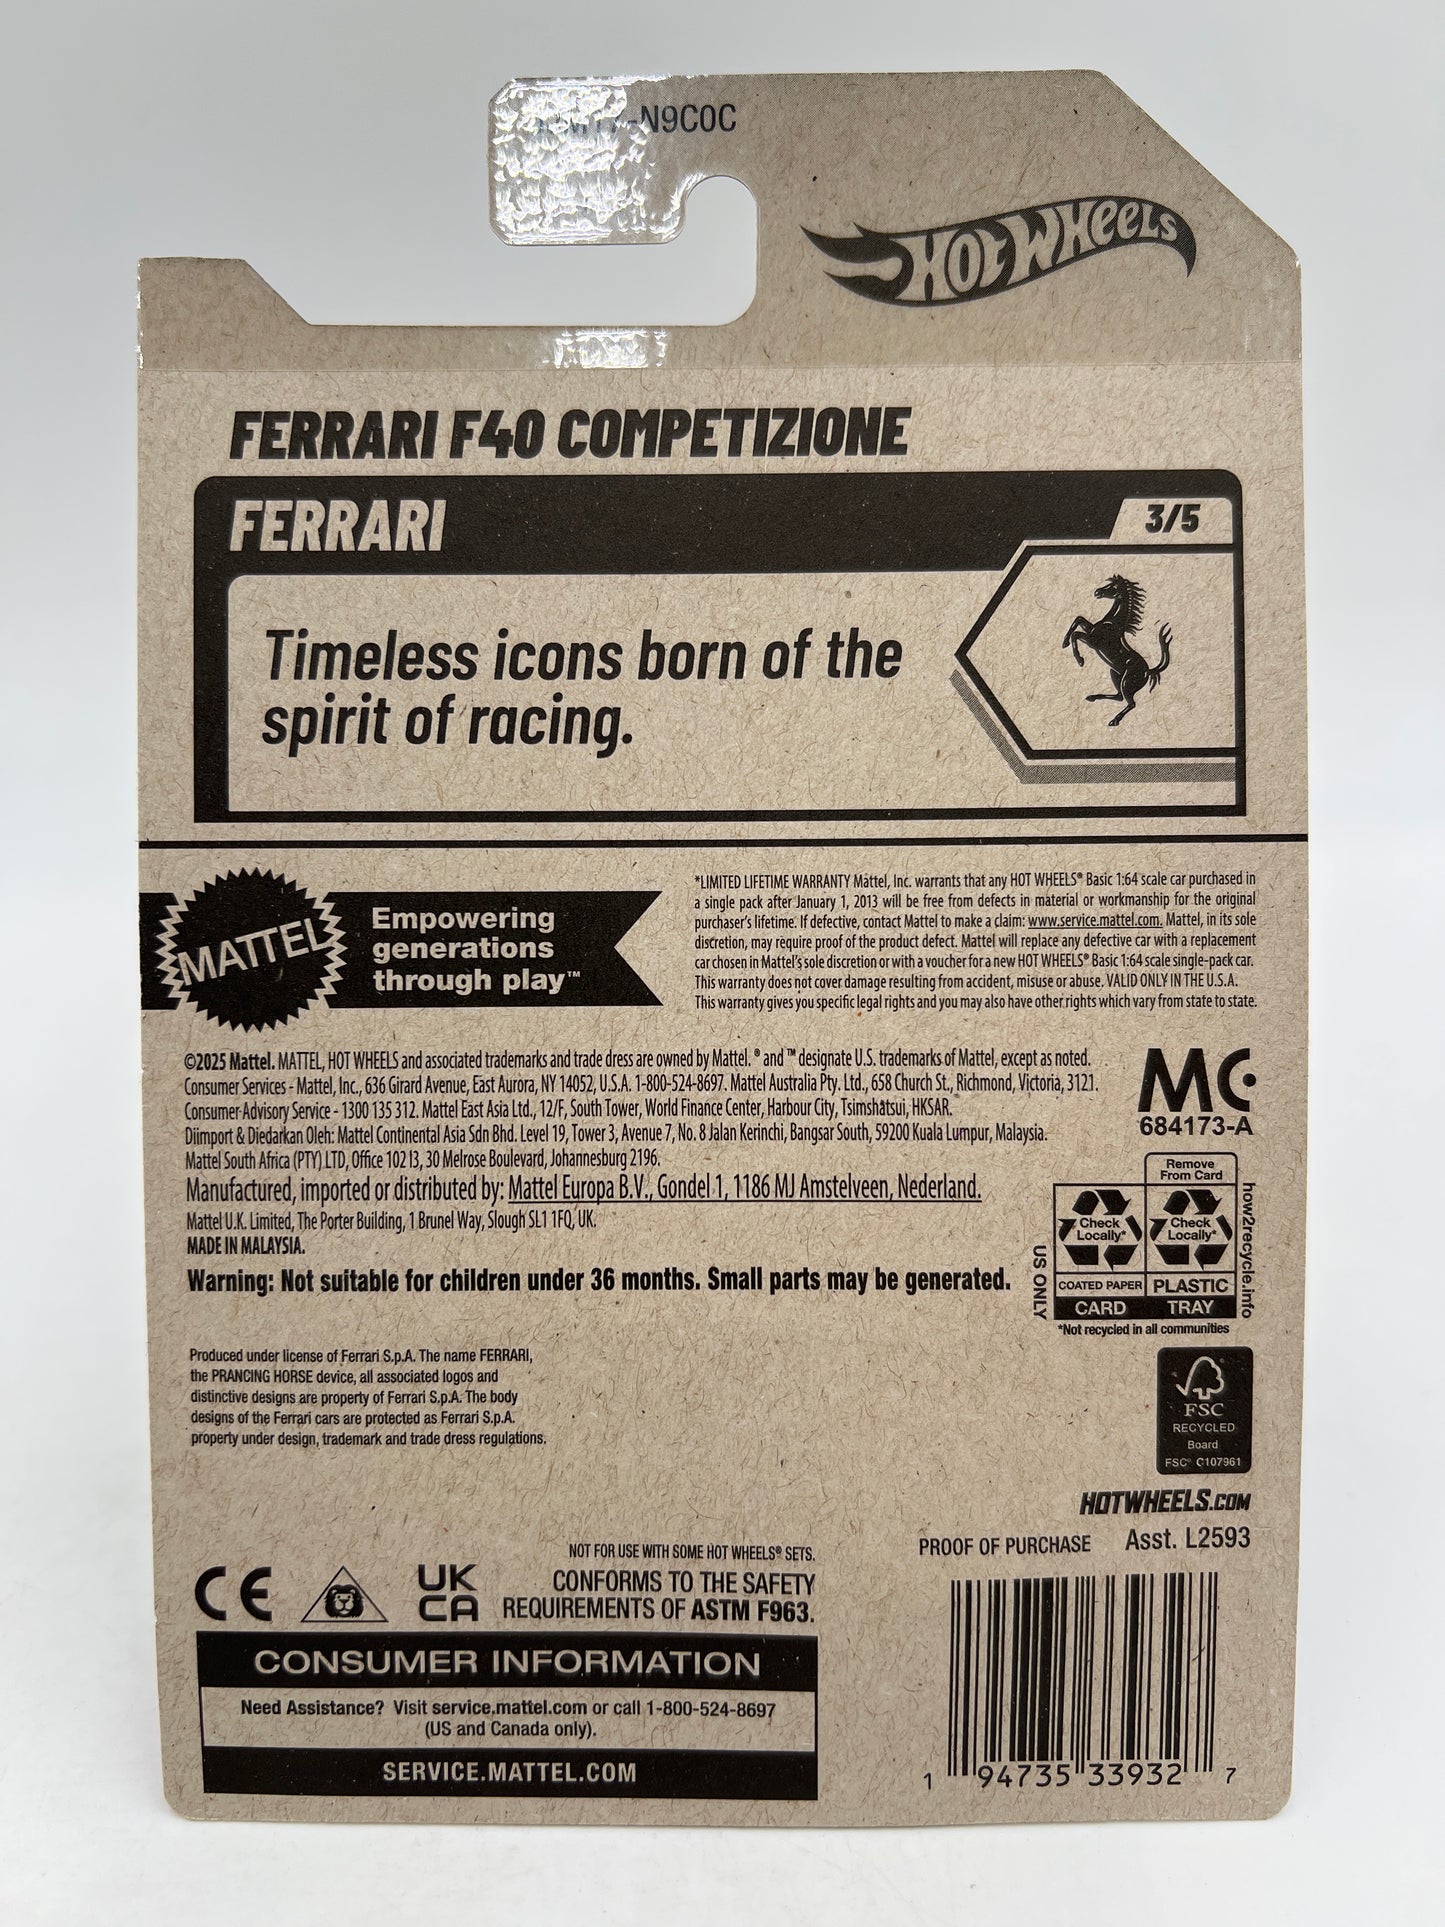 -N9C0C
HOT WHEELS
FERRARI F40 COMPETIZIONE
FERRARI
3/5
Timeless icons born of the
spirit of racing.
MATTEL
Empowering
generations
through play™
*LIMITED LIFETIME WARRANTY Mattel, Inc. warrants that any HOT WHEELS® Basic 1:64 scale car purchased in
a single pack after January 1, 2013 will be free from defects in material or workmanship for the original
purchaser's lifetime. If defective, contact Mattel to make a claim: www.service.mattel.com. Mattel, in its sole
discretion, may require proof of the product defect. Mattel will replace any defective car with a replacement
car chosen in Mattel's sole discretion or with a voucher for a new HOT WHEELS® Basic 1:64 scale single-pack car.
This warranty does not cover damage resulting from accident, misuse or abuse. VALID ONLY IN THE U.S.A.
This warranty gives you specific legal rights and you may also have other rights which vary from state to state.
©2025 Mattel. MATTEL, HOT WHEELS and associated trademarks and trade dress are owned by Mattel. ® and ™ designate U.S. trademarks of Mattel, except as noted.
Consumer Services - Mattel, Inc., 636 Girard Avenue, East Aurora, NY 14052, U.S.A. 1-800-524-8697. Mattel Australia Pty. Ltd., 658 Church St., Richmond, Victoria, 3121.
Consumer Advisory Service - 1300 135 312. Mattel East Asia Ltd., 12/F, South Tower, World Finance Center, Harbour City, Tsimshatsui, HKSAR.
Diimport & Diedarkan Oleh: Mattel Continental Asia Sdn Bhd. Level 19, Tower 3, Avenue 7, No. 8 Jalan Kerinchi, Bangsar South, 59200 Kuala Lumpur, Malaysia.
Mattel South Africa (PTY) LTD, Office 102 I3, 30 Melrose Boulevard, Johannesburg 2196.
Manufactured, imported or distributed by: Mattel Europa B.V., Gondel 1, 1186 MJ Amstelveen, Nederland.
Mattel U.K. Limited, The Porter Building, 1 Brunel Way, Slough SL1 1FQ, UK.
MADE IN MALAYSIA.
Warning: Not suitable for children under 36 months. Small parts may be generated.
MC
684173-A
Remove
From Card
Check
Locally*
Check
Locally*
COATED PAPER
PLASTIC
CARD
TRAY
US ONLY
how2recycle.info
*Not recycled in all communities
Produced under license of Ferrari S.p.A. The name FERRARI,
the PRANCING HORSE device, all associated logos and
distinctive designs are property of Ferrari S.p.A. The body
designs of the Ferrari cars are protected as Ferrari S.p.A.
property under design, trademark and trade dress regulations.
FSC
RECYCLED
Board
FSC® C107961
HOTWHEELS.COM
PROOF OF PURCHASE Asst. L2593
CE
UK
CA
NOT FOR USE WITH SOME HOT WHEELS® SETS.
CONFORMS TO THE SAFETY
REQUIREMENTS OF ASTM F963.
CONSUMER INFORMATION
Need Assistance? Visit service.mattel.com or call 1-800-524-8697
(US and Canada only).
SERVICE.MATTEL.COM
1 94735 33932 7